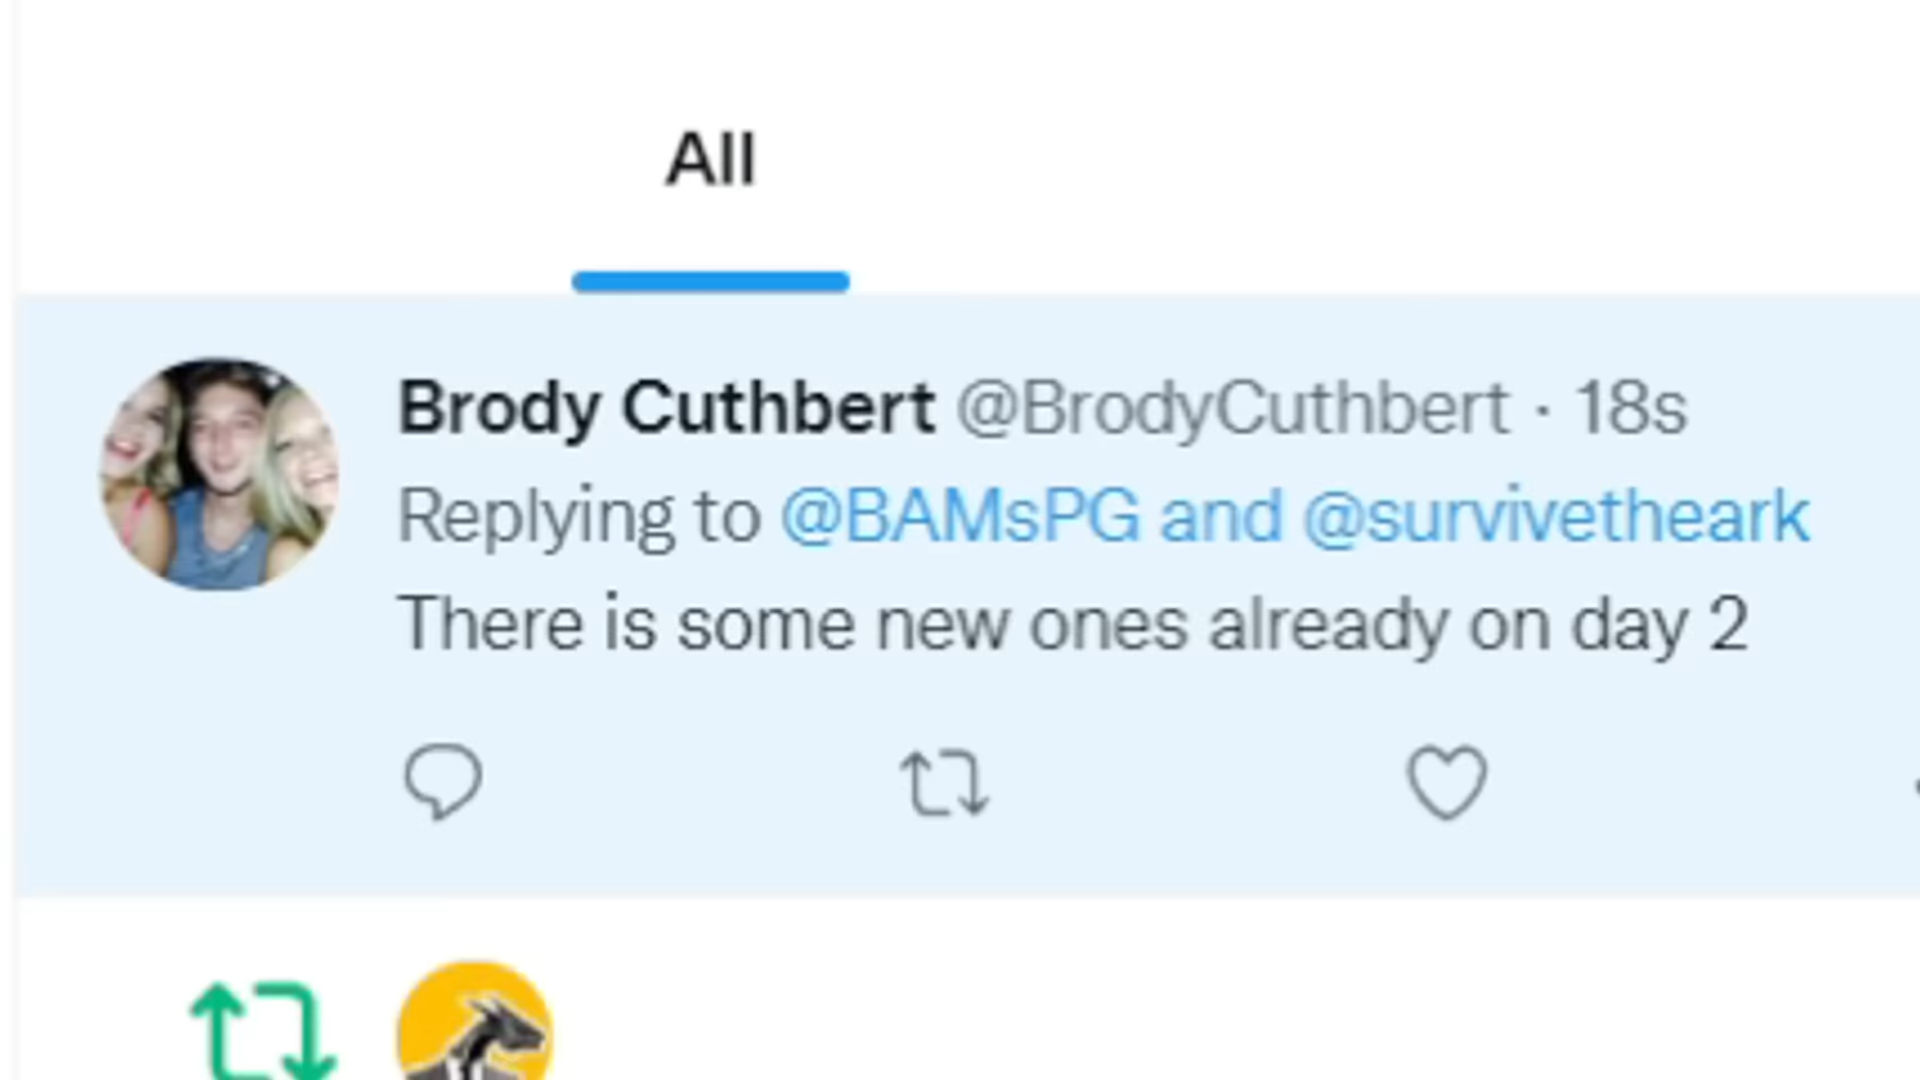 All
Brody Cuthbert @BrodyCuthbert · 18s
Replying to @BAMsPG and @survivetheark
There is some new ones already on day 2